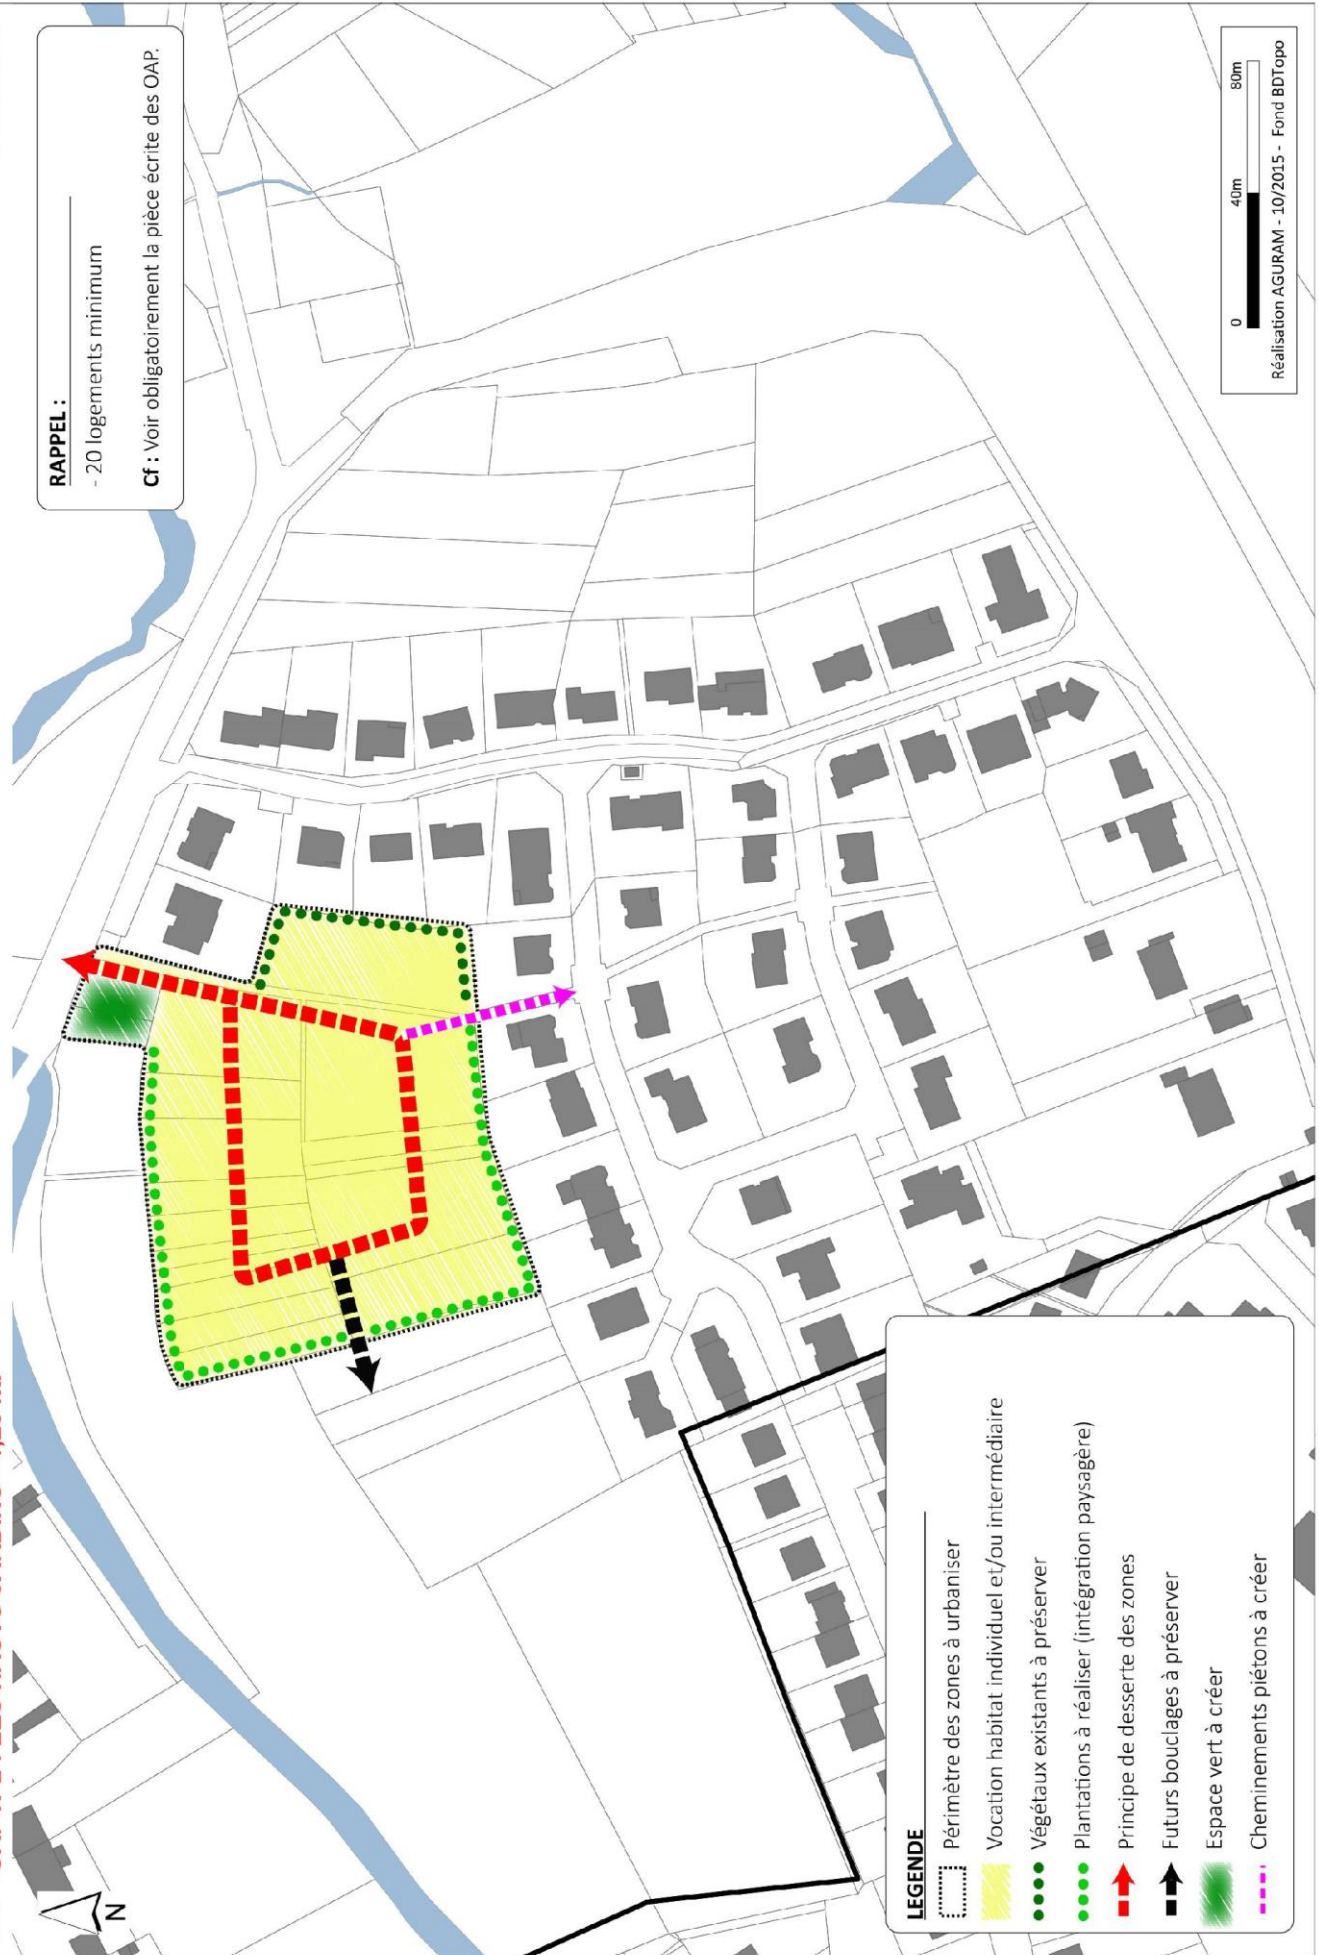 RAPPEL :
- 20 logements minimum
Cf : Voir obligatoirement la pièce écrite des OAP.
N
LEGENDE
Périmètre des zones à urbaniser
Vocation habitat individuel et/ou intermédiaire
Végétaux existants à préserver
Plantations à réaliser (intégration paysagère)
Principe de desserte des zones
Futurs bouclages à préserver
Espace vert à créer
Cheminements piétons à créer
0 40m 80m
Réalisation AGURAM - 10/2015 - Fond BDTopo